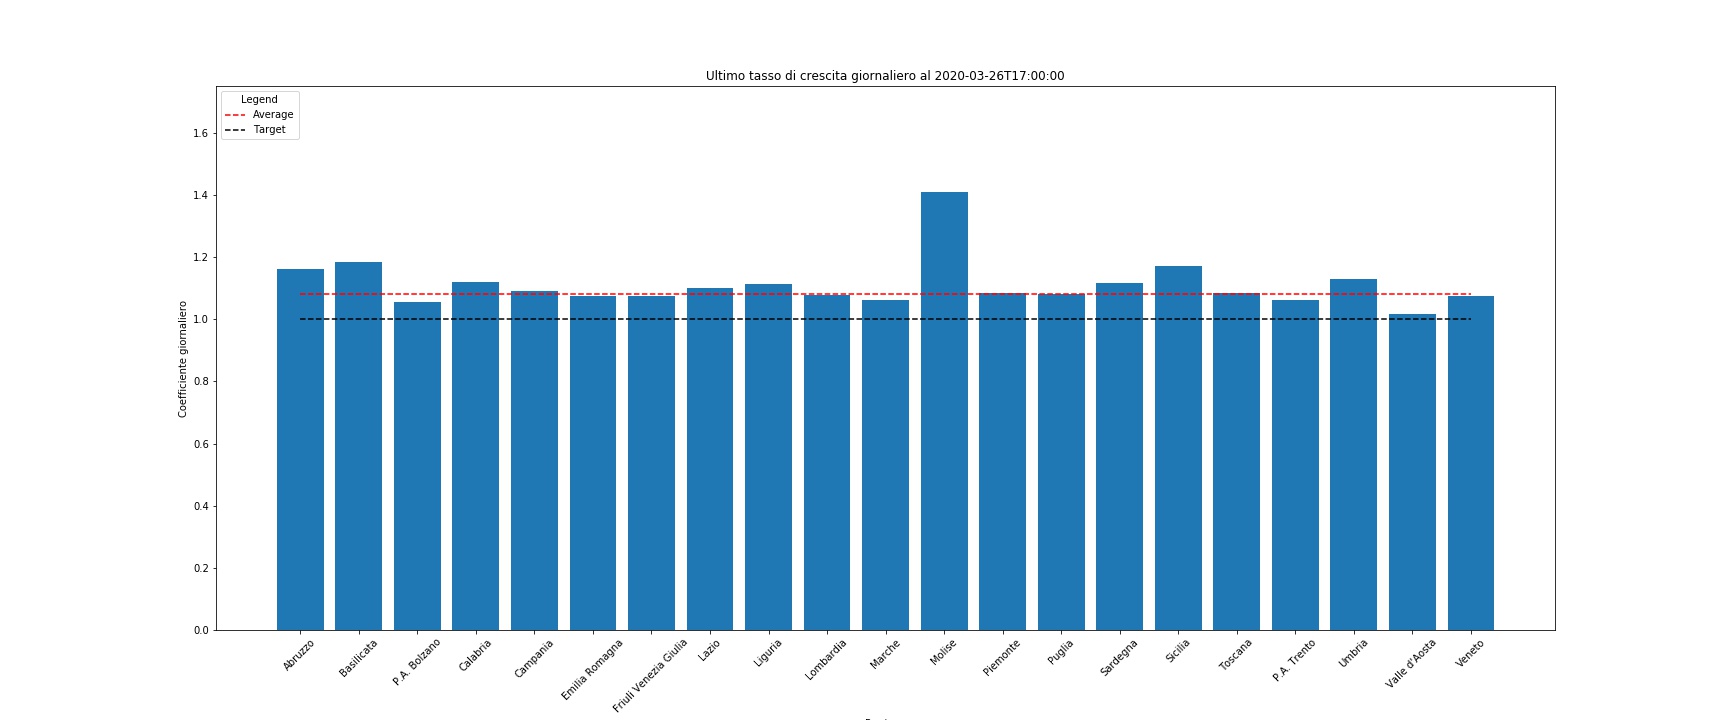 Ultimo tasso di crescita giornaliero al 2020-03-26T17:00:00
Legend
Average
Target
1.6
1.4
1.2
1.0
0.8
0.6
0.4
0.2
0.0
Coefficiente giornaliero
Abruzzo
Basilicata
P.A. Bolzano
Calabria
Campania
Emilia Romagna
Friuli Venezia Giulia
Lazio
Liguria
Lombardia
Marche
Molise
Piemonte
Puglia
Sardegna
Sicilia
Toscana
P.A. Trento
Umbria
Valle d'Aosta
Veneto